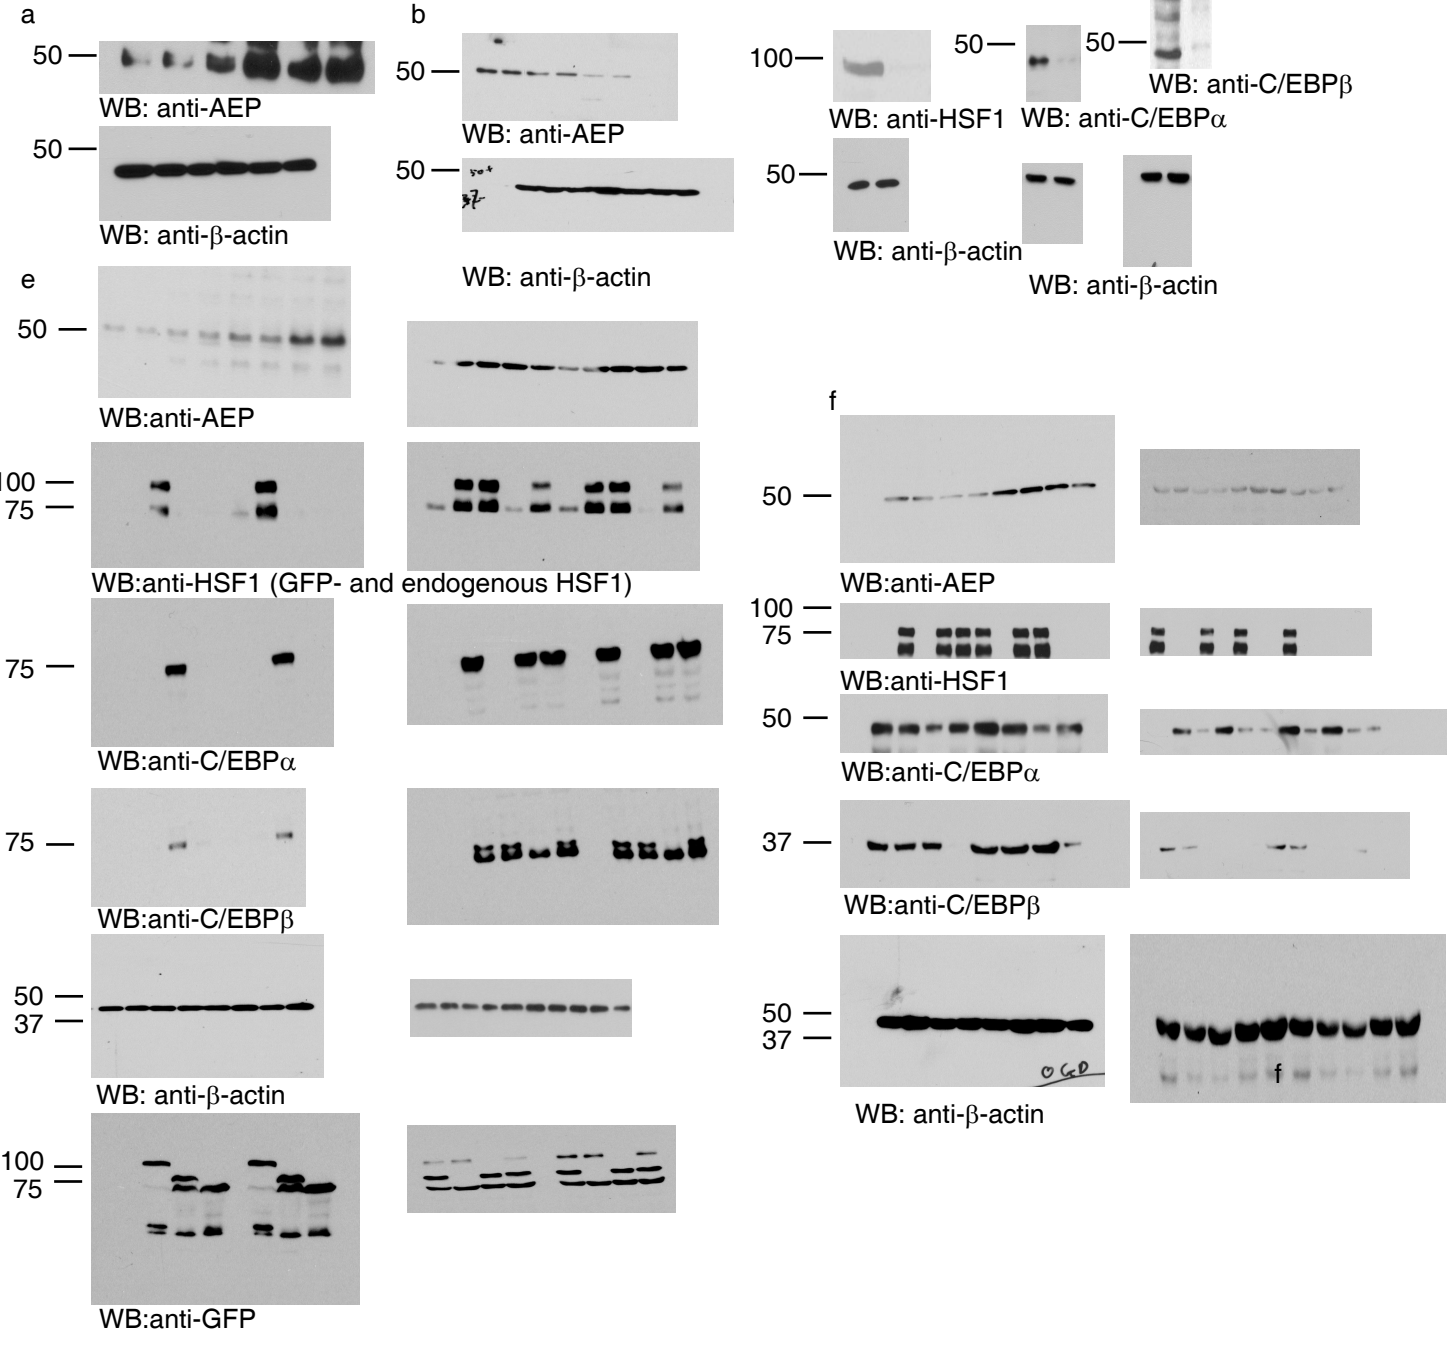 a
50
WB: anti-AEP
50
WB: anti-β-actin
b
50
WB: anti-AEP
50
50+
37-
WB: anti-β-actin
100
WB: anti-HSF1
50
WB: anti-C/EBPα
50
WB: anti-C/EBPβ
50
WB: anti-β-actin
WB: anti-β-actin
e
50
WB:anti-AEP
100
75
WB:anti-HSF1 (GFP- and endogenous HSF1)
75
WB:anti-C/EBPα
75
WB:anti-C/EBPβ
50
37
WB: anti-β-actin
100
75
WB:anti-GFP
f
50
WB:anti-AEP
100
75
WB:anti-HSF1
50
WB:anti-C/EBPα
37
WB:anti-C/EBPβ
50
37
OGD
f
WB: anti-β-actin